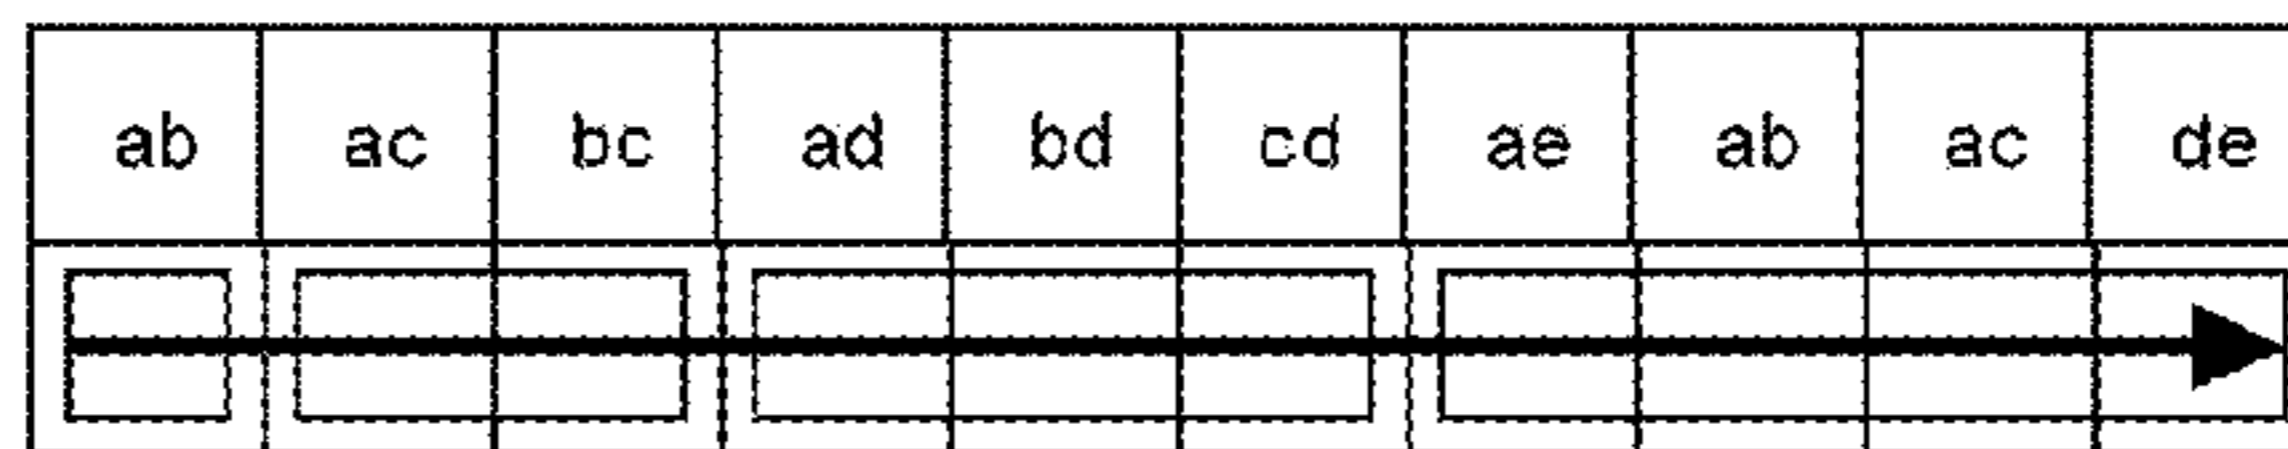 ab ac bc ad bd cd ae ab ac de